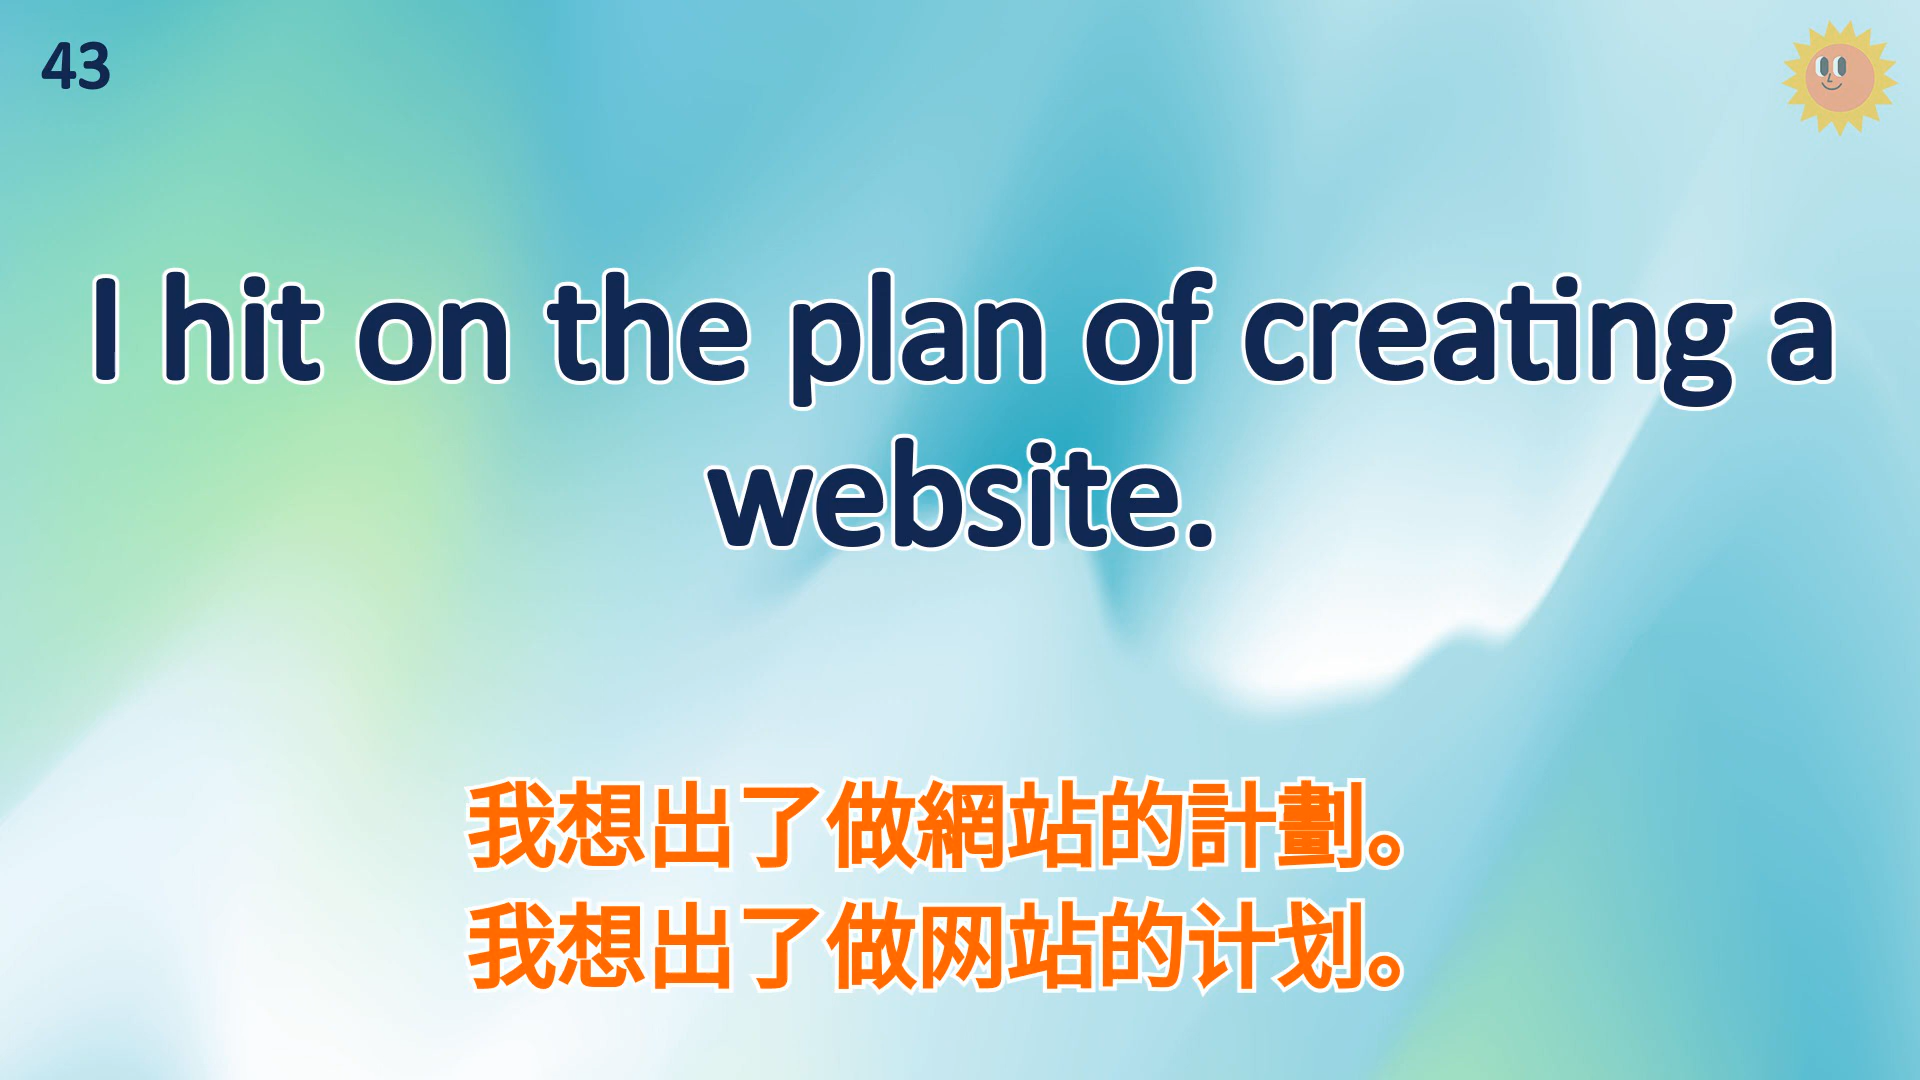 43
I hit on the plan of creating a
website.
我想出了做網站的計劃。
我想出了做网站的计划。